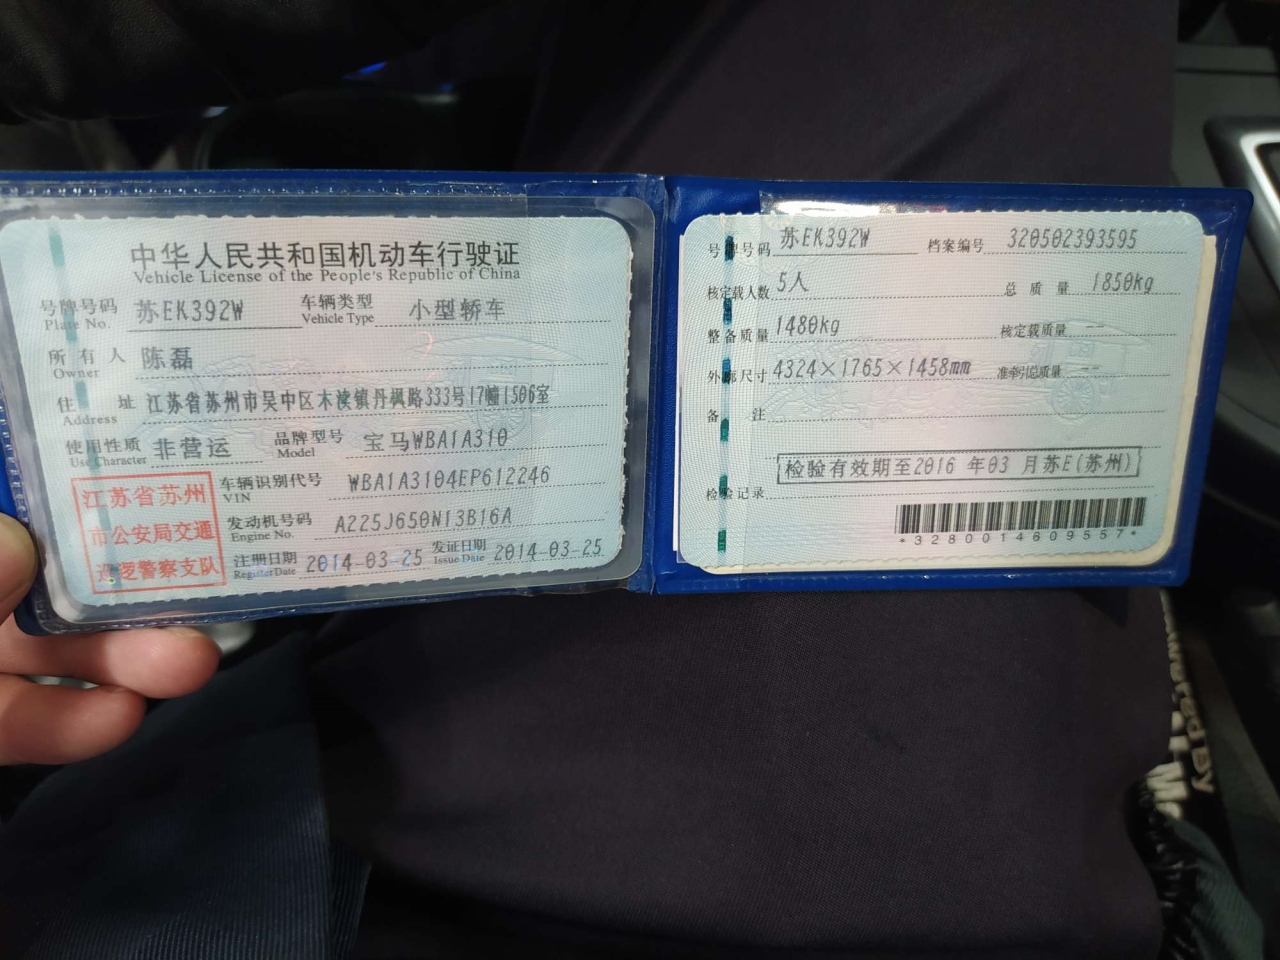 中华人民共和国机动车行驶证
Vehicle License of the People's Republic of China
号牌号码 苏EK392W 车辆类型 小型轿车
Plate No. Vehicle Type
所有人 陈磊
Owner
住址 江苏省苏州市吴中区木渎镇丹枫路333号17幢1506室
Address
使用性质 非营运 品牌型号 宝马WBA1A310
Use Character Model
车辆识别代号 WBA1A3104EP612246
VIN
发动机号码 A225J650N13B16A
Engine No.
注册日期 2014-03-25 发证日期 2014-03-25
Register Date Issue Date
江苏省苏州
市公安局交通
巡逻警察支队
号牌号码 苏EK392W 档案编号 320502393595
核定载人数 5人 总质量 1850kg
整备质量 1480kg 核定载质量 --
外廓尺寸 4324×1765×1458mm 准牵引总质量 --
备注
检验有效期至2016 年03 月苏E(苏州)
检验记录
*3280014609557*